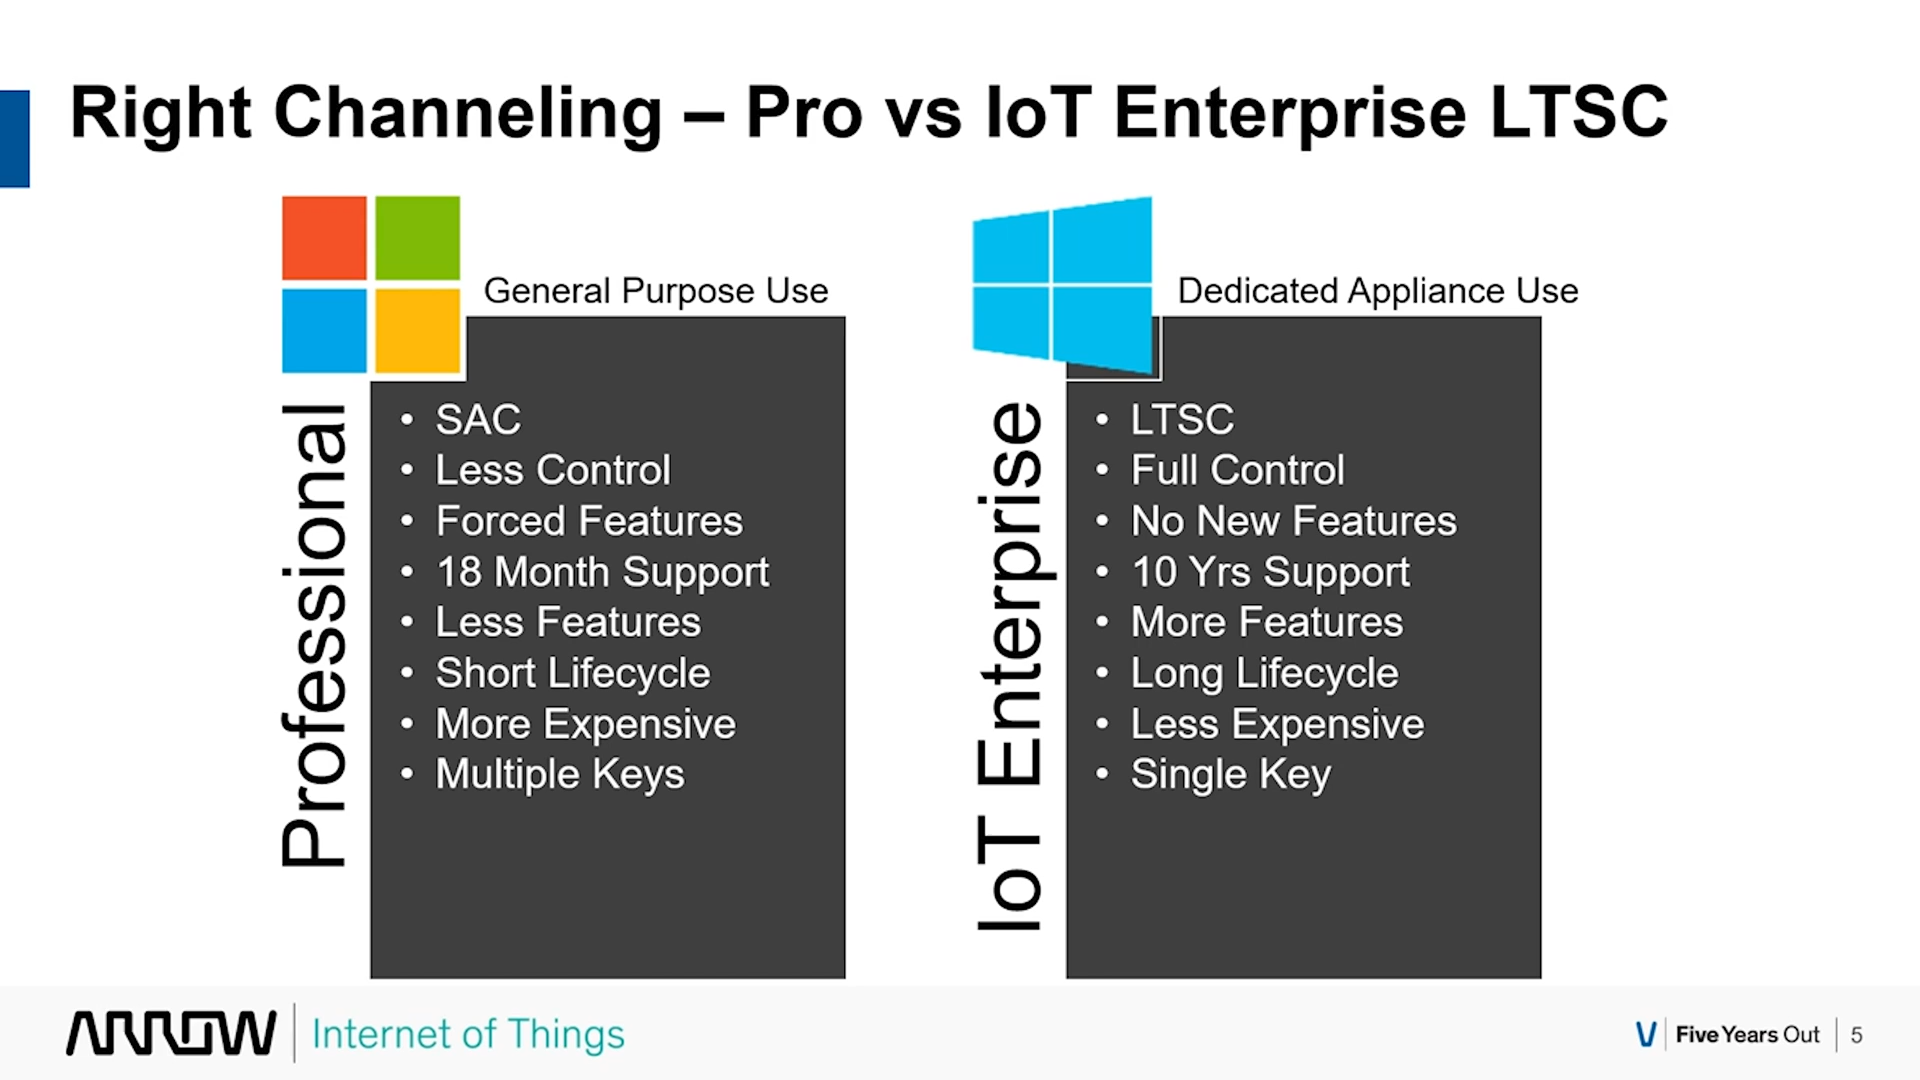 Right Channeling – Pro vs IoT Enterprise LTSC
General Purpose Use
Professional
• SAC
• Less Control
• Forced Features
• 18 Month Support
• Less Features
• Short Lifecycle
• More Expensive
• Multiple Keys
Dedicated Appliance Use
IoT Enterprise
• LTSC
• Full Control
• No New Features
• 10 Yrs Support
• More Features
• Long Lifecycle
• Less Expensive
• Single Key
ARROW
Internet of Things
Five Years Out
5